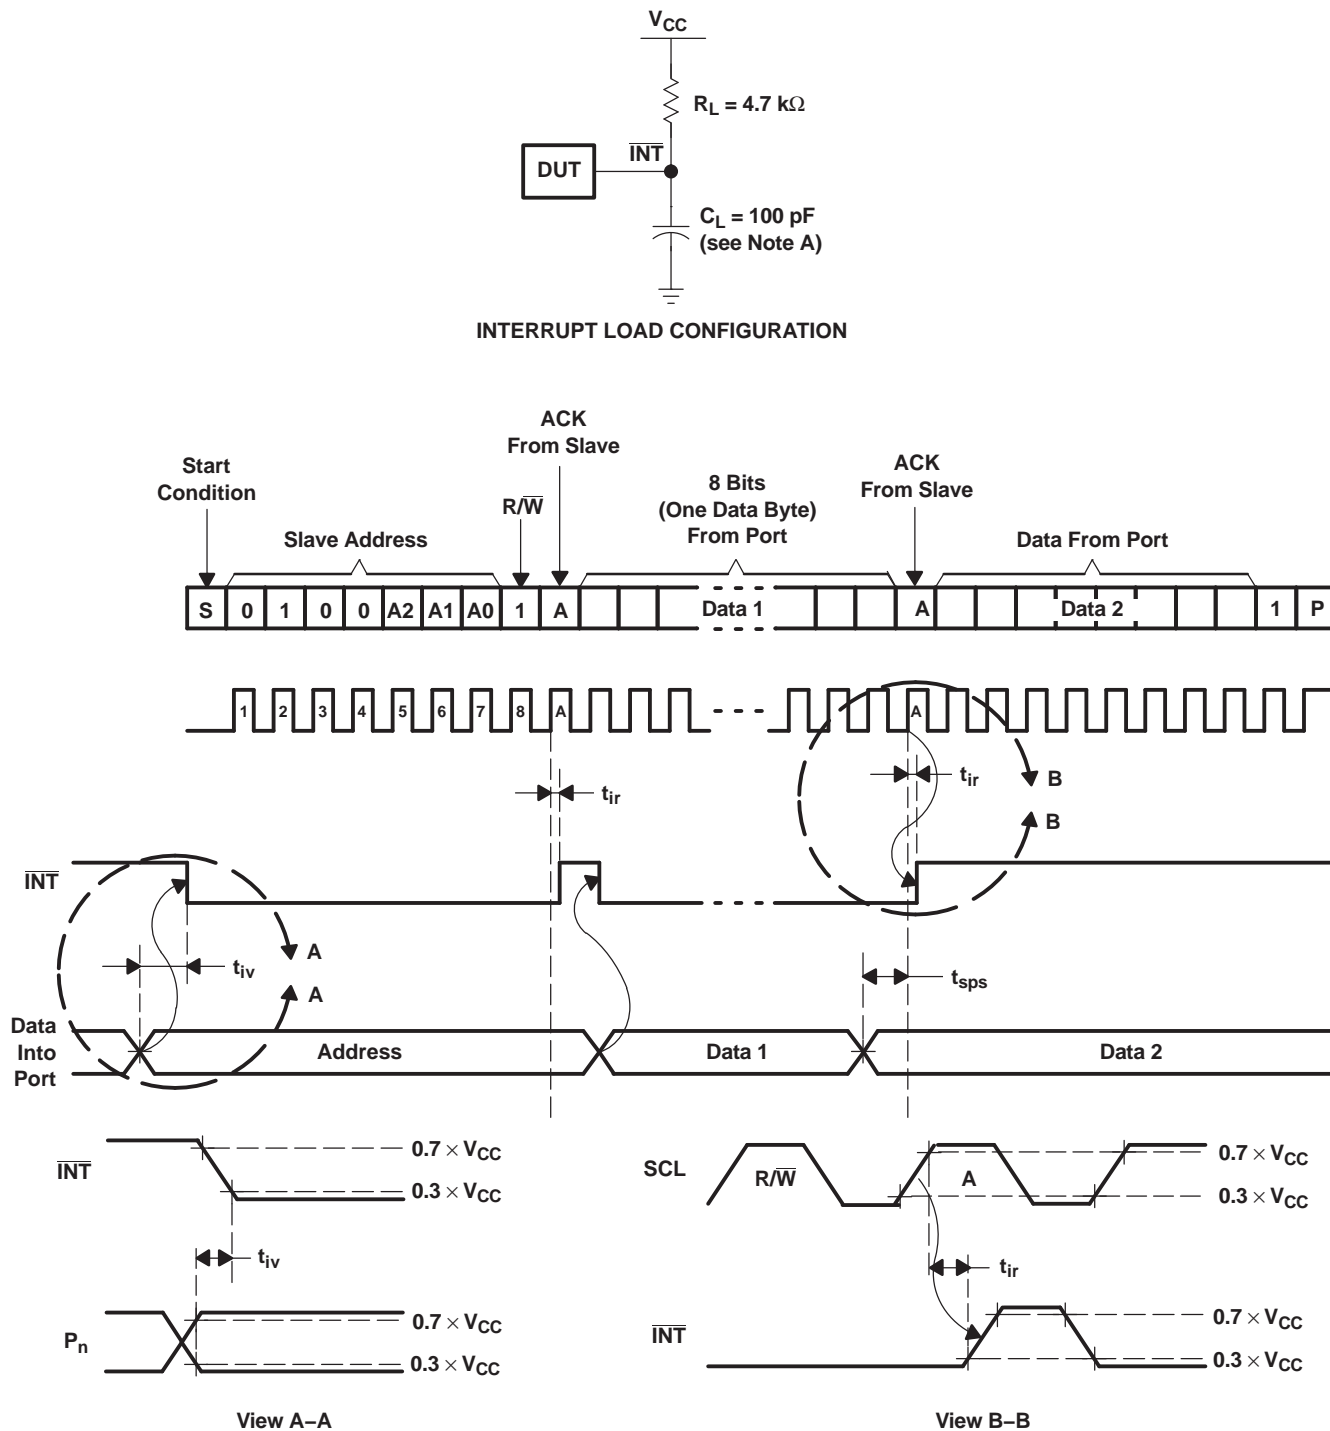 VCC
RL = 4.7 kΩ
INT
DUT
CL = 100 pF
(see Note A)
INTERRUPT LOAD CONFIGURATION
ACK
From Slave
Start
Condition
R/W
8 Bits
(One Data Byte)
From Port
ACK
From Slave
Slave Address
Data From Port
S 0 1 0 0 A2 A1 A0 1 A Data 1 A Data 2 1 P
1 2 3 4 5 6 7 8 A A
tir
tir
B
B
INT
A
tiv
A
tsps
Data
Into
Port
Address
Data 1
Data 2
INT
0.7 × VCC
0.3 × VCC
tiv
Pn
0.7 × VCC
0.3 × VCC
View A–A
SCL
R/W
A
0.7 × VCC
0.3 × VCC
tir
INT
0.7 × VCC
0.3 × VCC
View B–B